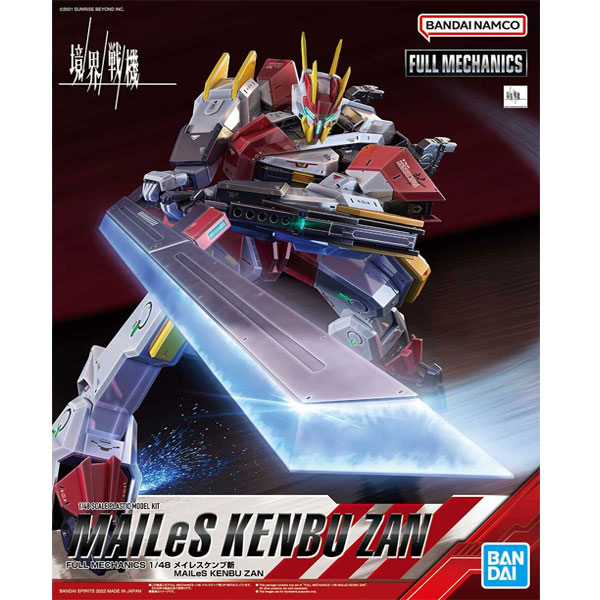 ©2021 SUNRISE BEYOND INC.
境界戦機
BANDAI NAMCO
FULL MECHANICS
1/48 SCALE PLASTIC MODEL KIT
MAILeS KENBU ZAN
FULL MECHANICS 1/48 メイレスケンブ斬
MAILeS KENBU ZAN
BANDAI SPIRITS 2022 MADE IN JAPAN
BAN
DAI